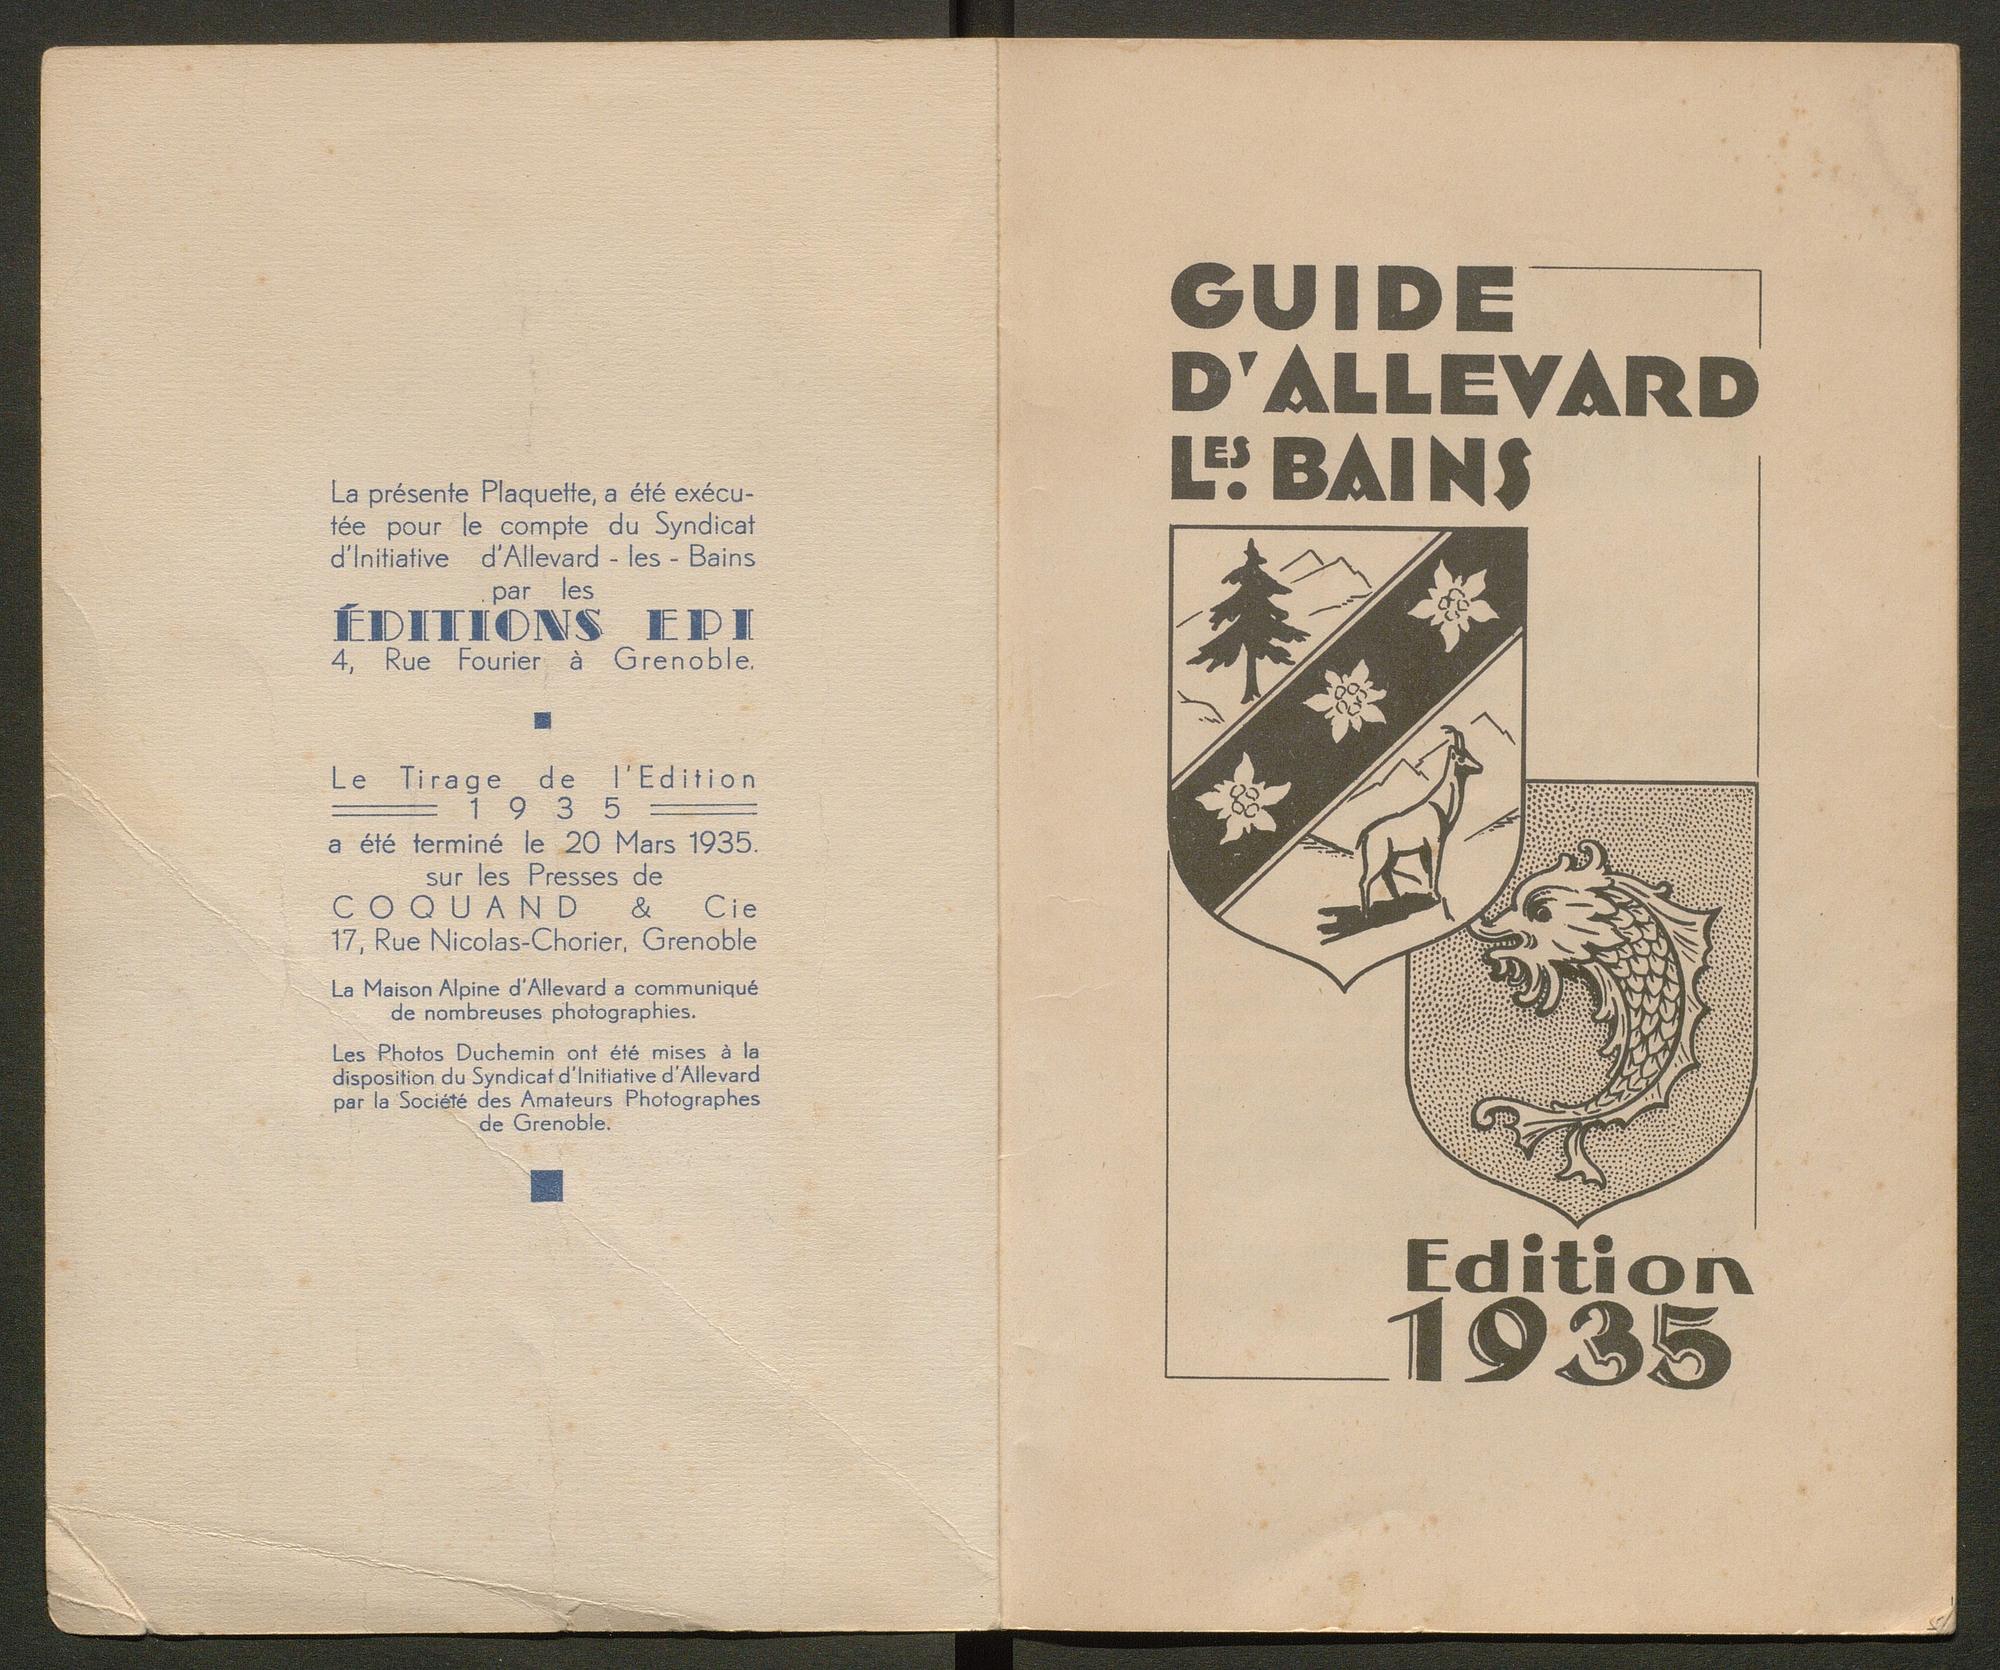 La présente Plaquette, a été exécu-
tée pour le compte du Syndicat
d'Initiative d'Allevard - les - Bains
par les
ÉDITIONS EPI
4, Rue Fourier à Grenoble.
Le Tirage de l'Edition
1935
a été terminé le 20 Mars 1935.
sur les Presses de
COQUAND & Cie
17, Rue Nicolas-Chorier, Grenoble
La Maison Alpine d'Allevard a communiqué
de nombreuses photographies.
Les Photos Duchemin ont été mises à la
disposition du Syndicat d'Initiative d'Allevard
par la Société des Amateurs Photographes
de Grenoble.
GUIDE
D'ALLEVARD
LES. BAINS
Edition
1935